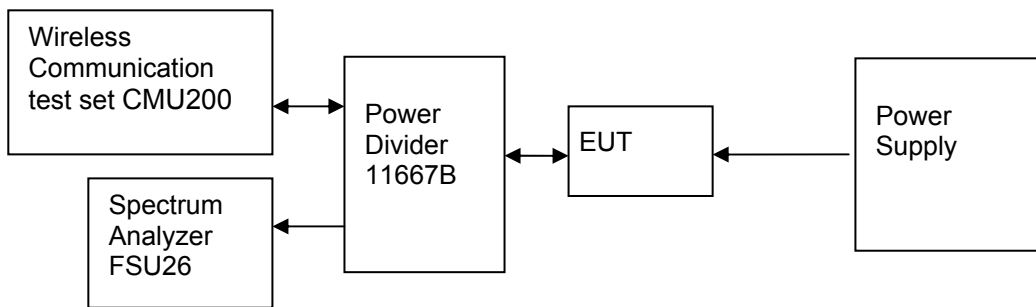 Wireless
Communication
test set CMU200
Power
Divider
11667B
EUT
Power
Supply
Spectrum
Analyzer
FSU26